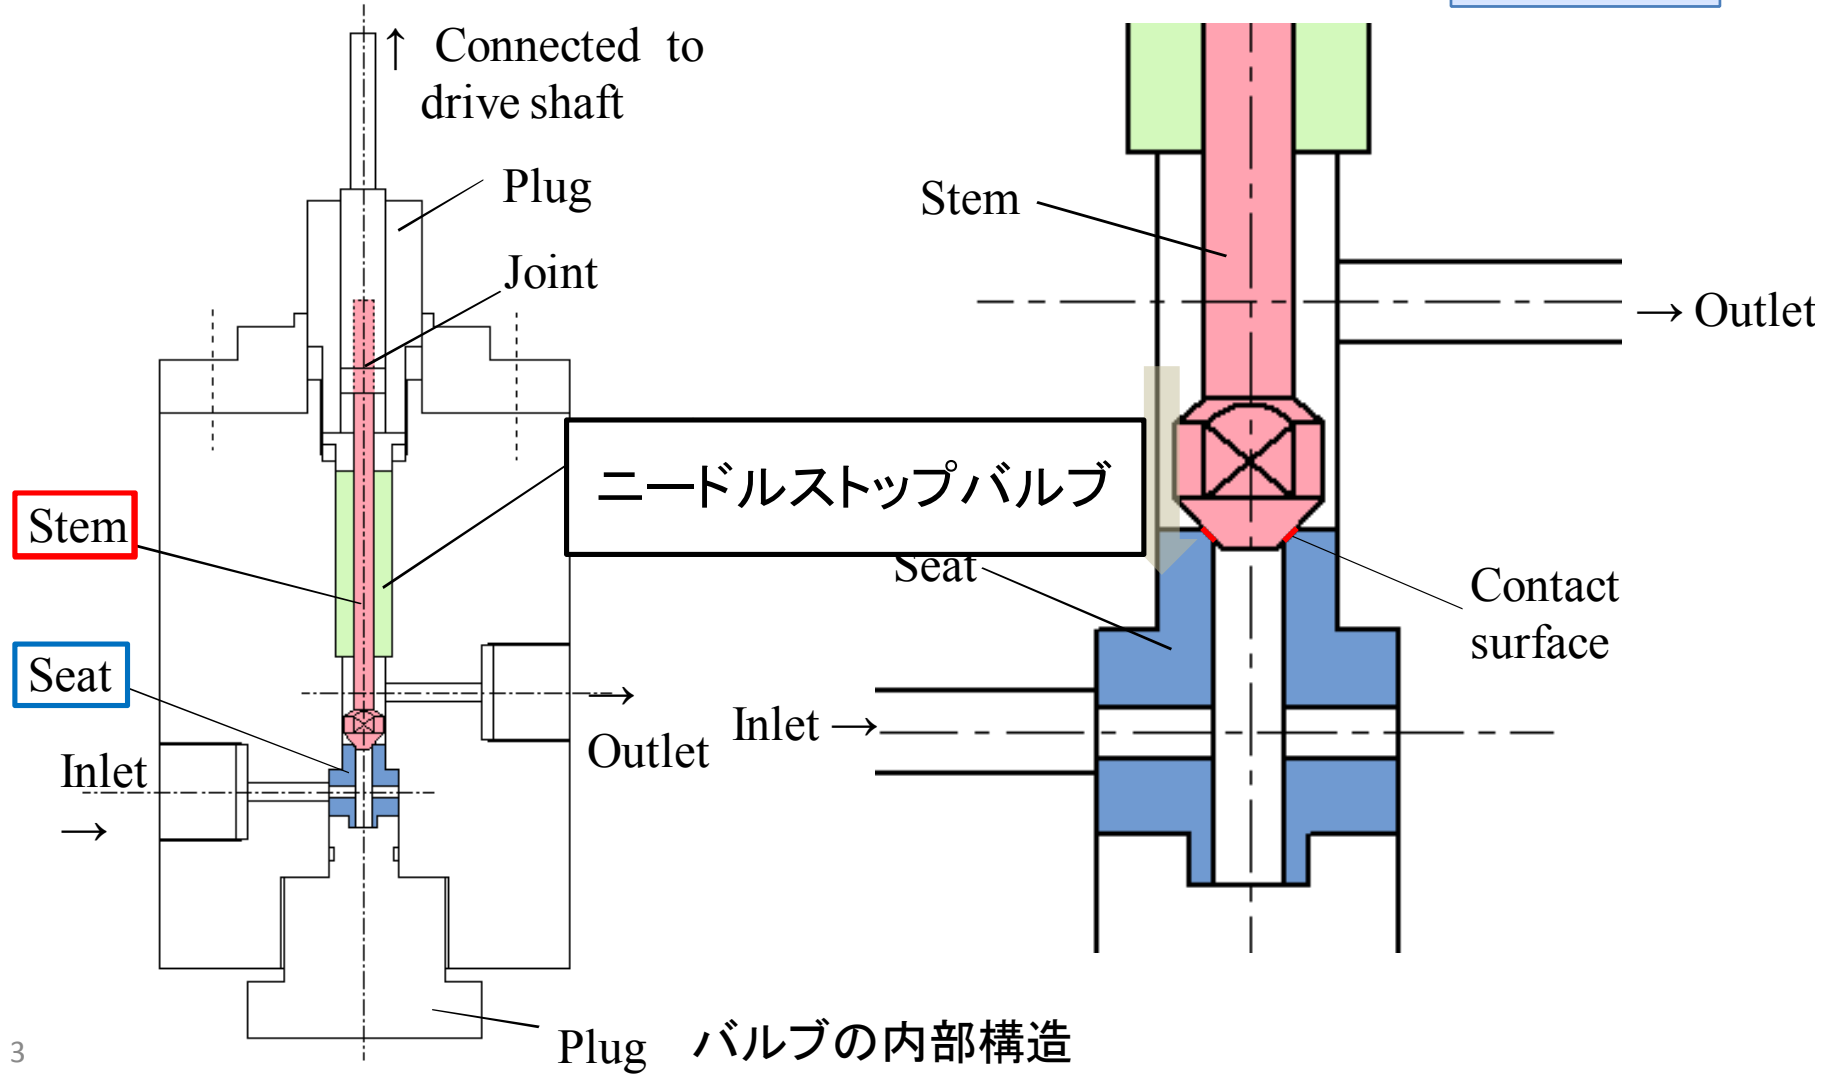 ↑ Connected to
drive shaft
Plug
Joint
Stem
Seat
Inlet
→
→
Outlet
Plug
ニードルストップバルブ
Stem
→ Outlet
Seat
Contact
surface
Inlet →
バルブの内部構造
3